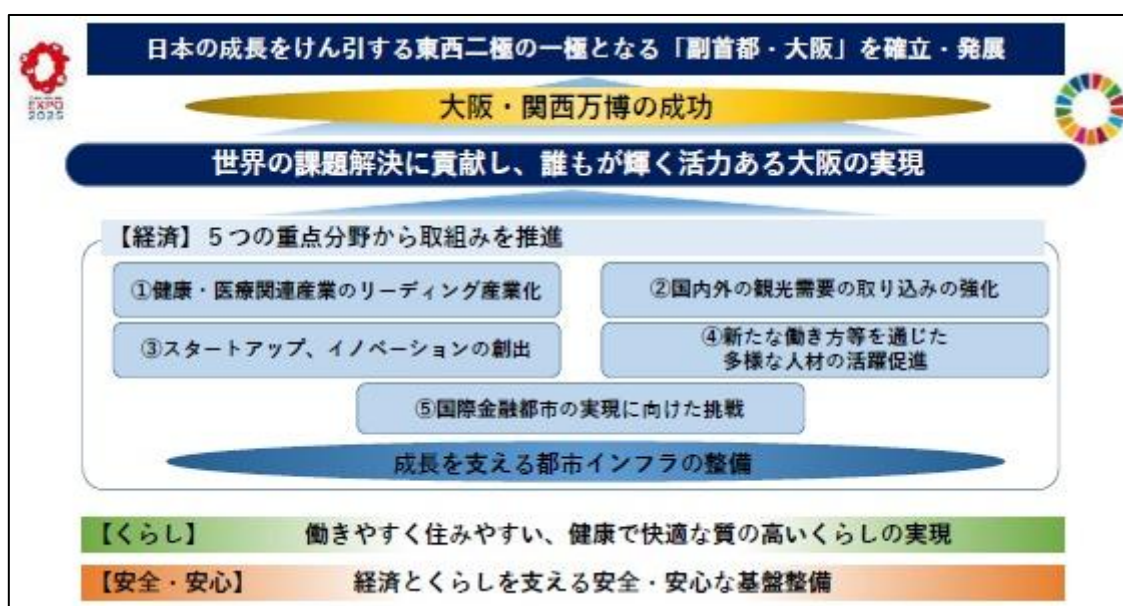 日本の成長をけん引する東西二極の一極となる「副首都・大阪」を確立・発展
EXPO
2025
大阪・関西万博の成功
世界の課題解決に貢献し、誰もが輝く活力ある大阪の実現
【経済】５つの重点分野から取組みを推進
①健康・医療関連産業のリーディング産業化
②国内外の観光需要の取り込みの強化
③スタートアップ、イノベーションの創出
④新たな働き方等を通じた
多様な人材の活躍促進
⑤国際金融都市の実現に向けた挑戦
成長を支える都市インフラの整備
【くらし】 働きやすく住みやすい、健康で快適な質の高いくらしの実現
【安全・安心】 経済とくらしを支える安全・安心な基盤整備